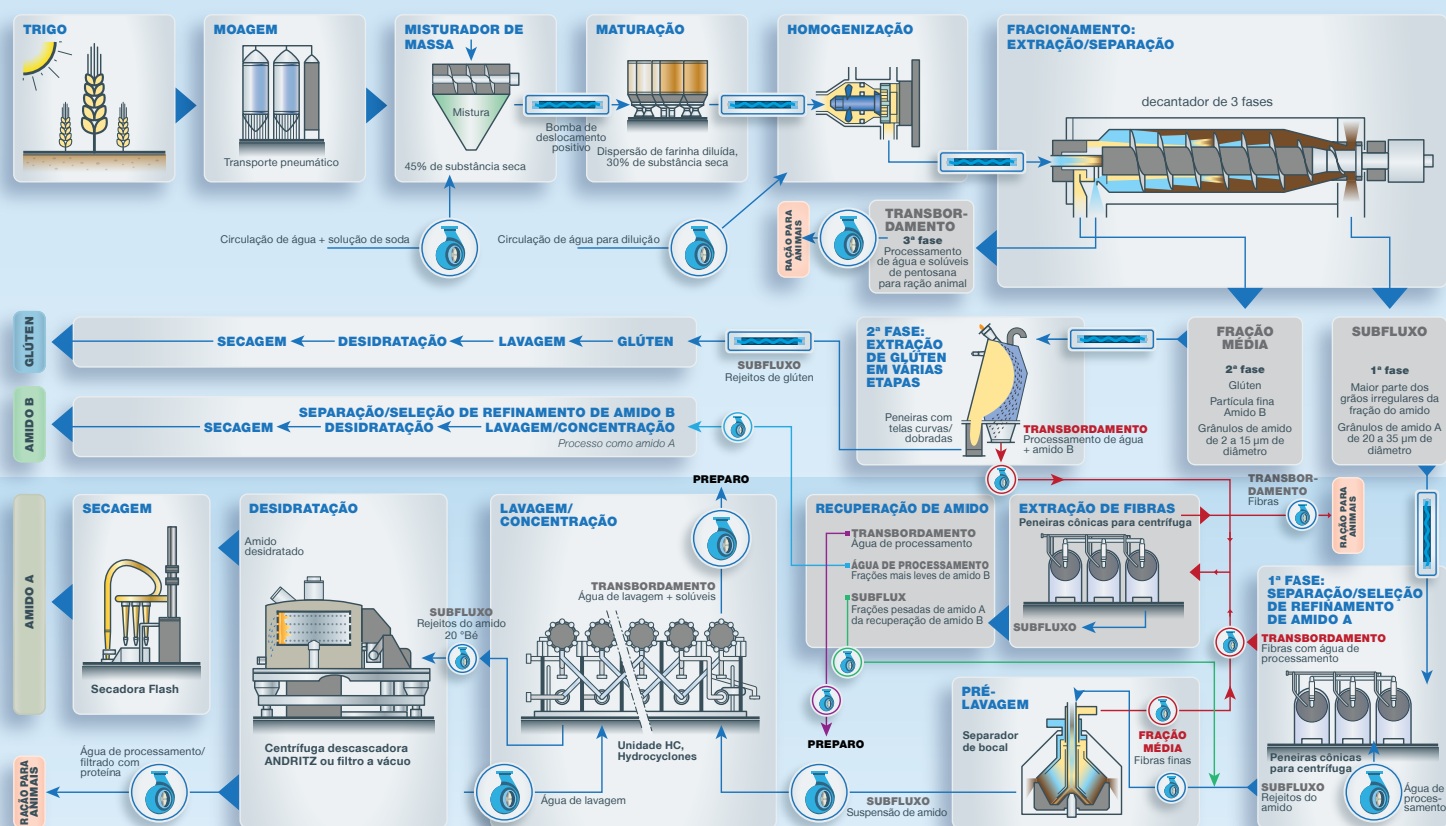 TRIGO
MOAGEM
Transporte pneumático
MISTURADOR DE
MASSA
Mistura
45% de substância seca
Bomba de
deslocamento
positivo
MATURAÇÃO
Dispersão de farinha diluída,
30% de substância seca
HOMOGENIZAÇÃO
FRACIONAMENTO:
EXTRAÇÃO/SEPARAÇÃO
decantador de 3 fases
Circulação de água + solução de soda
Circulação de água para diluição
RAÇÃO PARA
ANIMAIS
TRANSBOR-
DAMENTO
3ª fase
Processamento
de água e solúveis
de pentosana
para ração animal
GLÚTEN
SECAGEM
DESIDRATAÇÃO
LAVAGEM
GLÚTEN
SUBFLUXO
Rejeitos de glúten
2ª FASE:
EXTRAÇÃO
DE GLÚTEN
EM VÁRIAS
ETAPAS
Peneiras com
telas curvas/
dobradas
TRANSBORDAMENTO
Processamento de água
+ amido B
FRAÇÃO
MÉDIA
2ª fase
Glúten
Partícula fina
Amido B
Grânulos de amido
de 2 a 15 µm de
diâmetro
SUBFLUXO
1ª fase
Maior parte dos
grãos irregulares da
fração do amido
Grânulos de amido A
de 20 a 35 µm de
diâmetro
AMIDO B
SEPARAÇÃO/SELEÇÃO DE REFINAMENTO DE AMIDO B
SECAGEM
DESIDRATAÇÃO
LAVAGEM/CONCENTRAÇÃO
Processo como amido A
AMIDO A
SECAGEM
Secadora Flash
DESIDRATAÇÃO
Amido
desidratado
Centrífuga descascadora
ANDRITZ ou filtro a vácuo
LAVAGEM/
CONCENTRAÇÃO
PREPARO
TRANSBORDAMENTO
Água de lavagem + solúveis
SUBFLUXO
Rejeitos do amido
20 °Bé
Unidade HC,
Hydrocyclones
Água de lavagem
RECUPERAÇÃO DE AMIDO
TRANSBORDAMENTO
Água de processamento
ÁGUA DE PROCESSAMENTO
Frações mais leves de amido B
SUBFLUX
Frações pesadas de amido A
da recuperação de amido B
PREPARO
EXTRAÇÃO DE FIBRAS
Peneiras cônicas para centrífuga
SUBFLUXO
TRANSBOR-
DAMENTO
Fibras
RAÇÃO PARA
ANIMAIS
1ª FASE:
SEPARAÇÃO/SELEÇÃO
DE REFINAMENTO
DE AMIDO A
TRANSBORDAMENTO
Fibras com água de
processamento
Peneiras cônicas
para centrífuga
SUBFLUXO
Rejeitos do
amido
Água de
proces-
samento
PRÉ-
LAVAGEM
Separador
de bocal
FRAÇÃO
MÉDIA
Fibras finas
SUBFLUXO
Suspensão de amido
Água de processamento/
filtrado com
proteína
RAÇÃO PARA
ANIMAIS